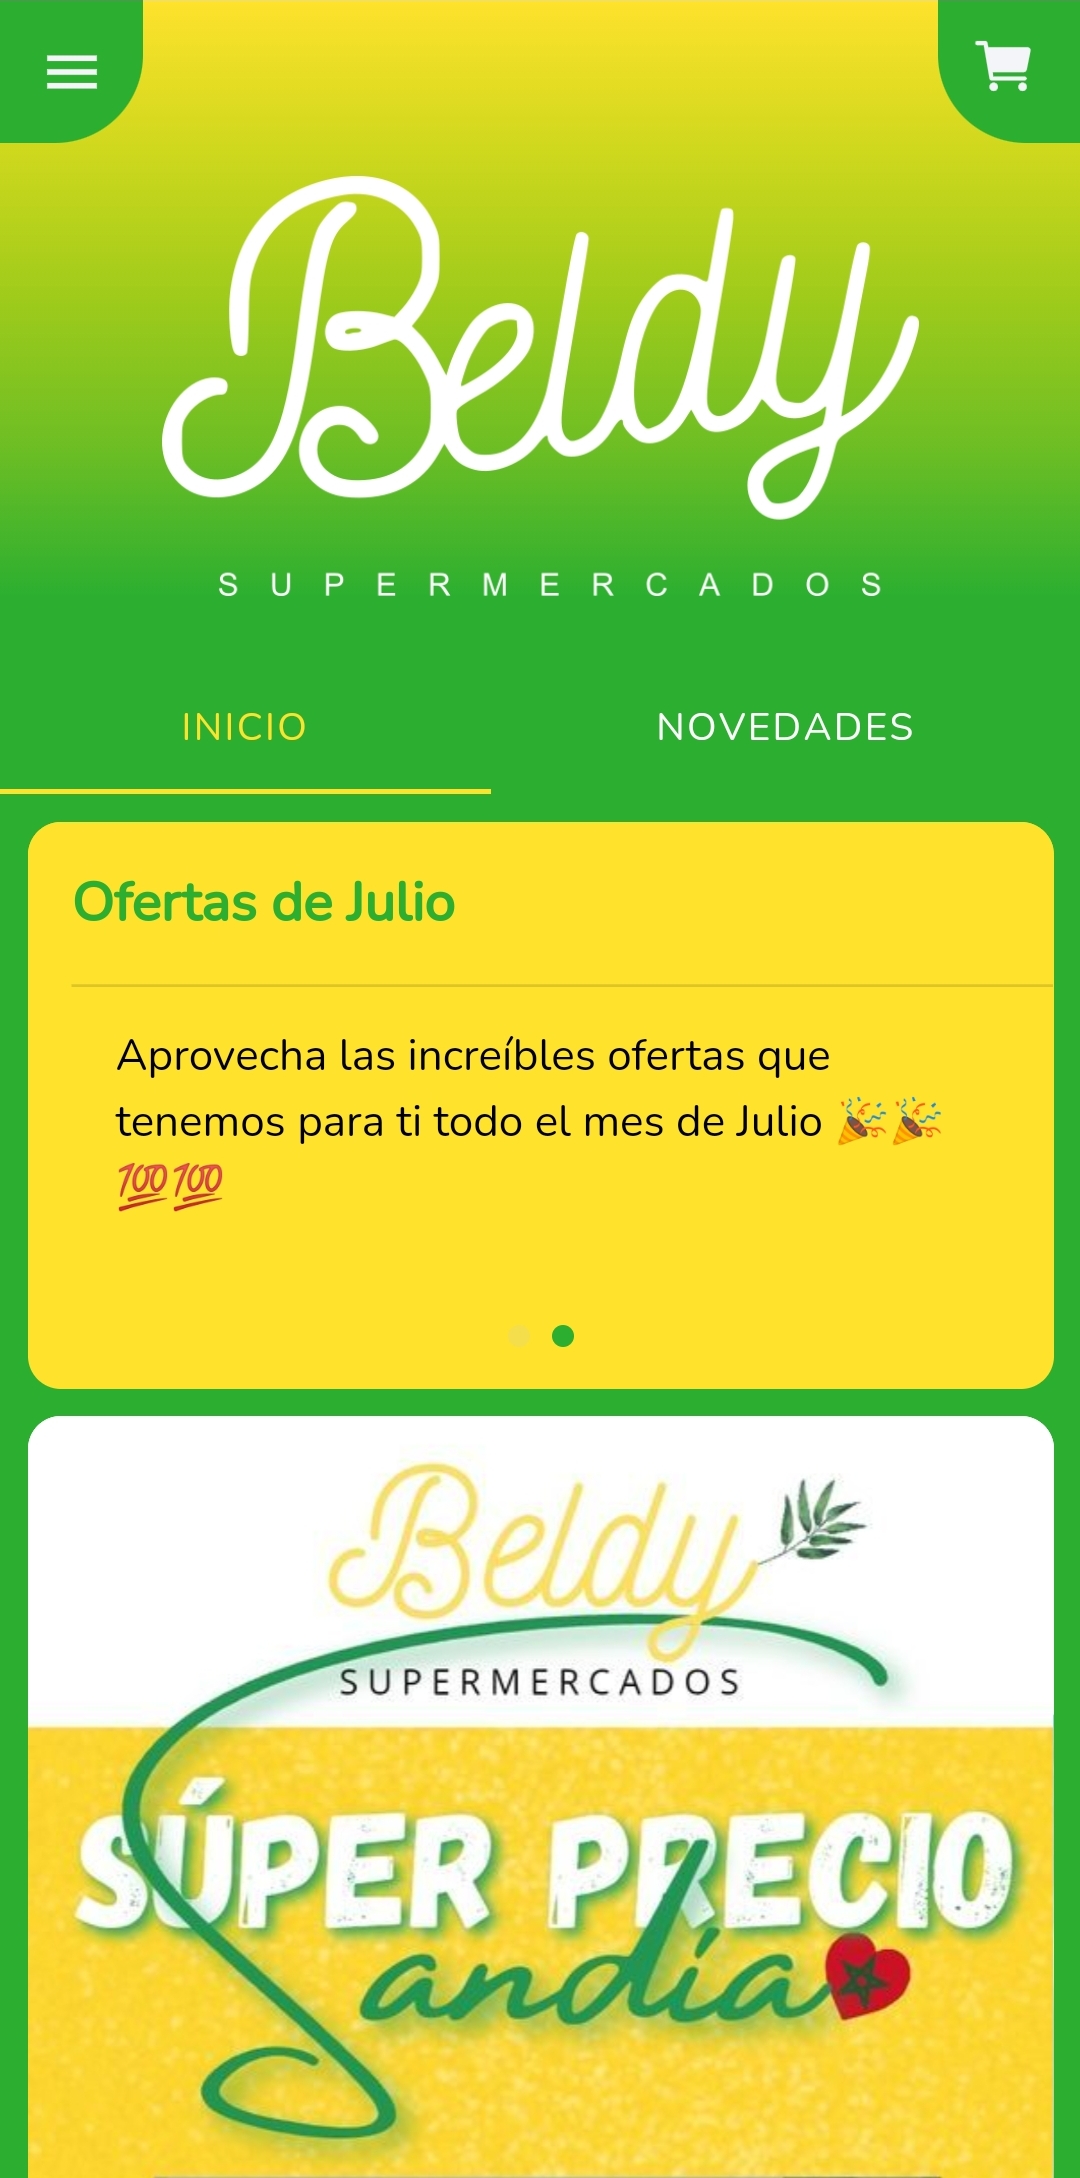 Beldy
SUPERMERCADOS
INICIO
NOVEDADES
Ofertas de Julio
Aprovecha las increíbles ofertas que
tenemos para ti todo el mes de Julio 🎉🎉
💯💯
Beldy
SUPERMERCADOS
SÚPER PRECIO
Sandía